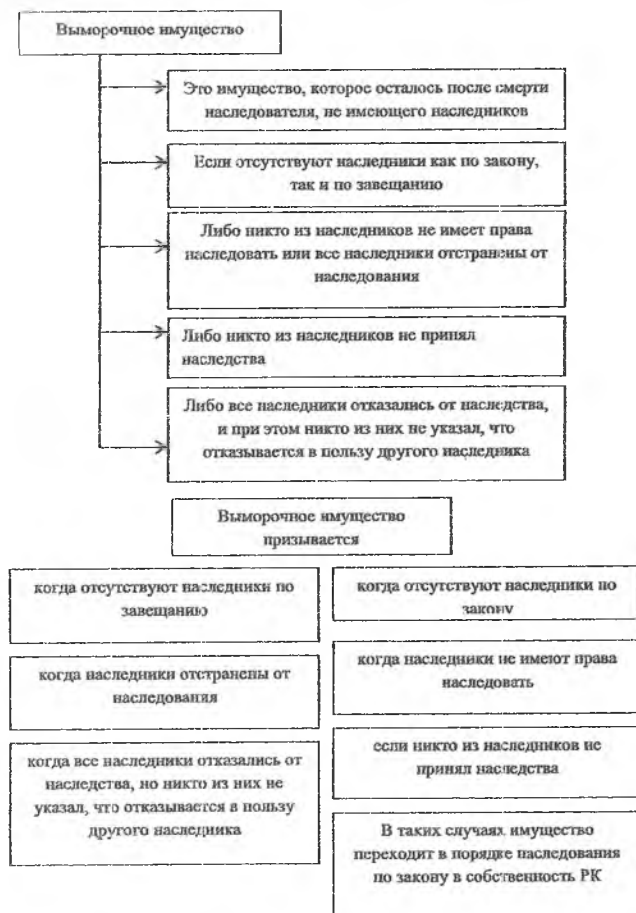 Выморочное имущество
Это имущество, которое осталось после смерти
наследователя, не имеющего наследников
Если отсутствуют наследники как по закону,
так и по завещанию
Либо никто из наследников не имеет права
наследовать или все наследники отстранены от
наследования
Либо никто из наследников не принял
наследства
Либо все наследники отказались от наследства,
и при этом никто из них не указал, что
отказывается в пользу другого наследника
Выморочное имущество
призывается
когда отсутствуют наследники по
завещанию
когда наследники отстранены от
наследования
когда все наследники отказались от
наследства, но никто из них не
указал, что отказывается в пользу
другого наследника
когда отсутствуют наследники по
закону
когда наследники не имеют права
наследовать
если никто из наследников не
принял наследства
В таких случаях имущество
переходит в порядке наследования
по закону в собственность РК